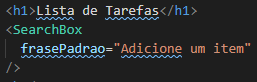 <h1>Lista de Tarefas</h1>
<SearchBox
frasePadrao="Adicione um item"
/>